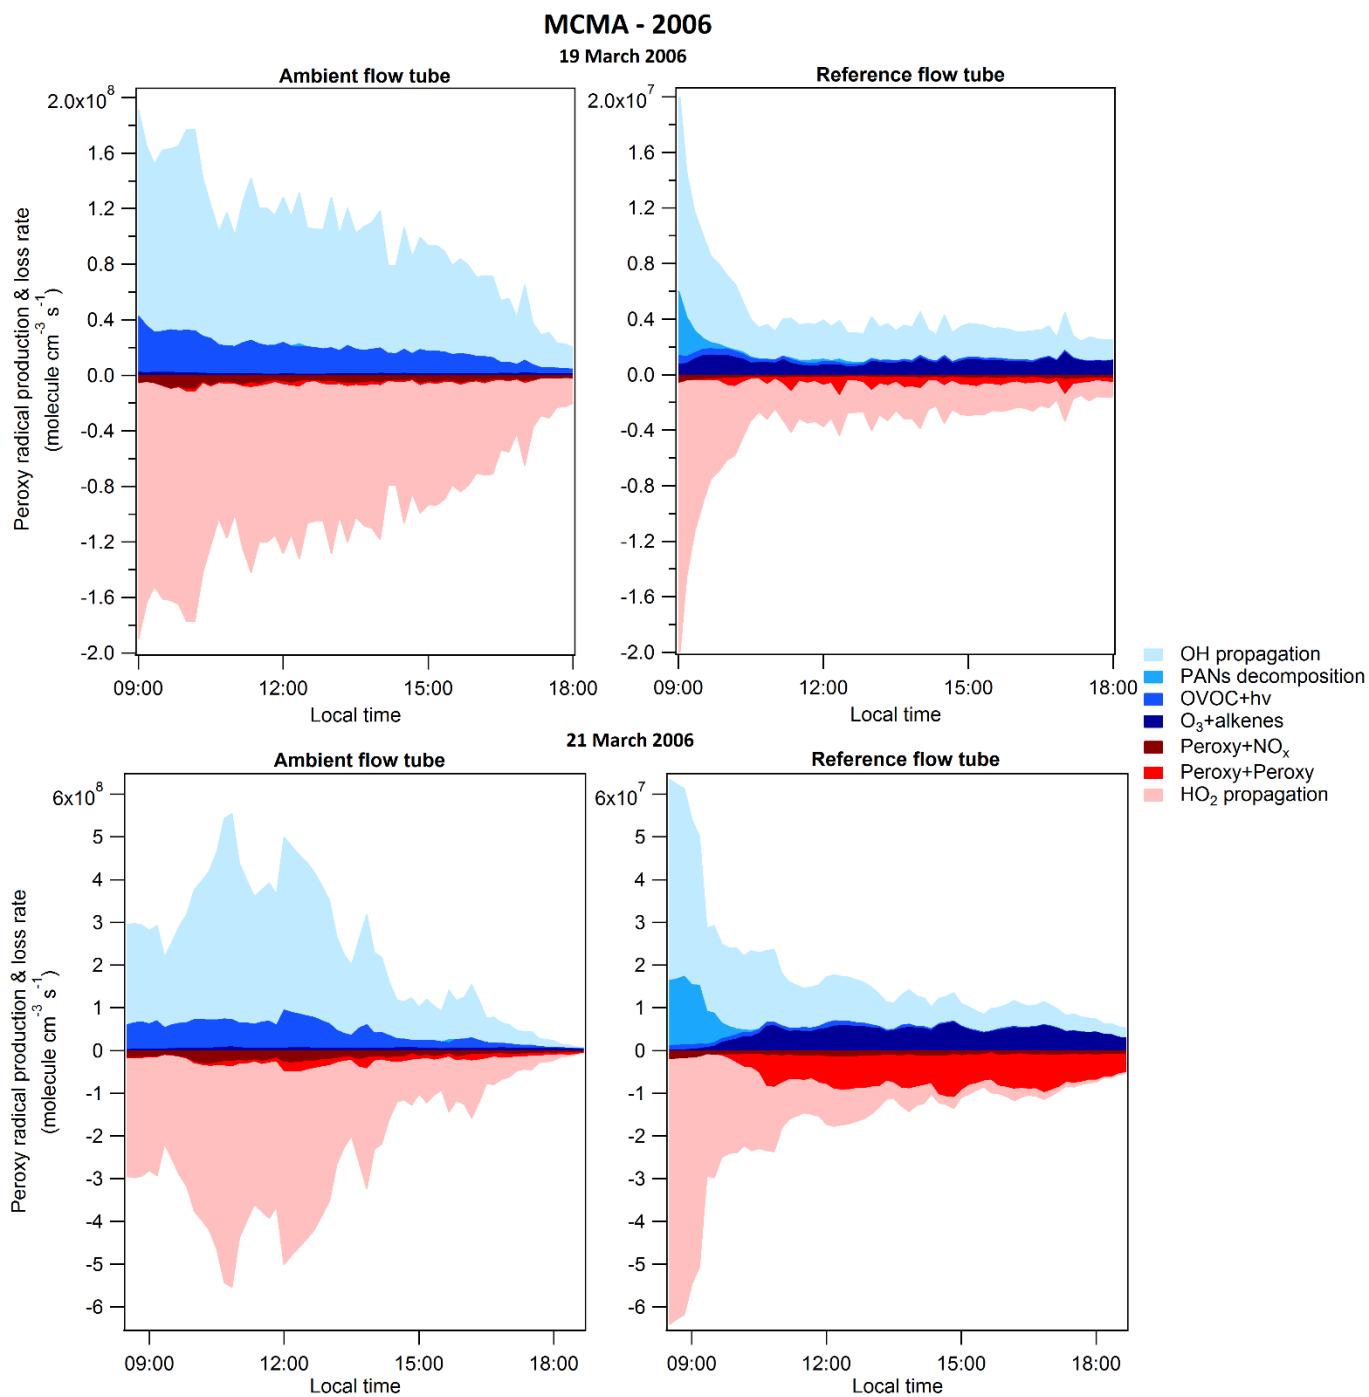 MCMA - 2006
19 March 2006
Ambient flow tube
Reference flow tube
Peroxy radical production & loss rate
(molecule cm⁻³ s⁻¹)
2.0x10⁸
1.6
1.2
0.8
0.4
0.0
-0.4
-0.8
-1.2
-1.6
-2.0
09:00 12:00 15:00 18:00
Local time
2.0x10⁷
1.6
1.2
0.8
0.4
0.0
-0.4
-0.8
-1.2
-1.6
-2.0
09:00 12:00 15:00 18:00
Local time
OH propagation
PANs decomposition
OVOC+hv
O₃+alkenes
Peroxy+NOₓ
Peroxy+Peroxy
HO₂ propagation
21 March 2006
Ambient flow tube
Reference flow tube
Peroxy radical production & loss rate
(molecule cm⁻³ s⁻¹)
6x10⁸
5
4
3
2
1
0
-1
-2
-3
-4
-5
-6
09:00 12:00 15:00 18:00
Local time
6x10⁷
5
4
3
2
1
0
-1
-2
-3
-4
-5
-6
09:00 12:00 15:00 18:00
Local time